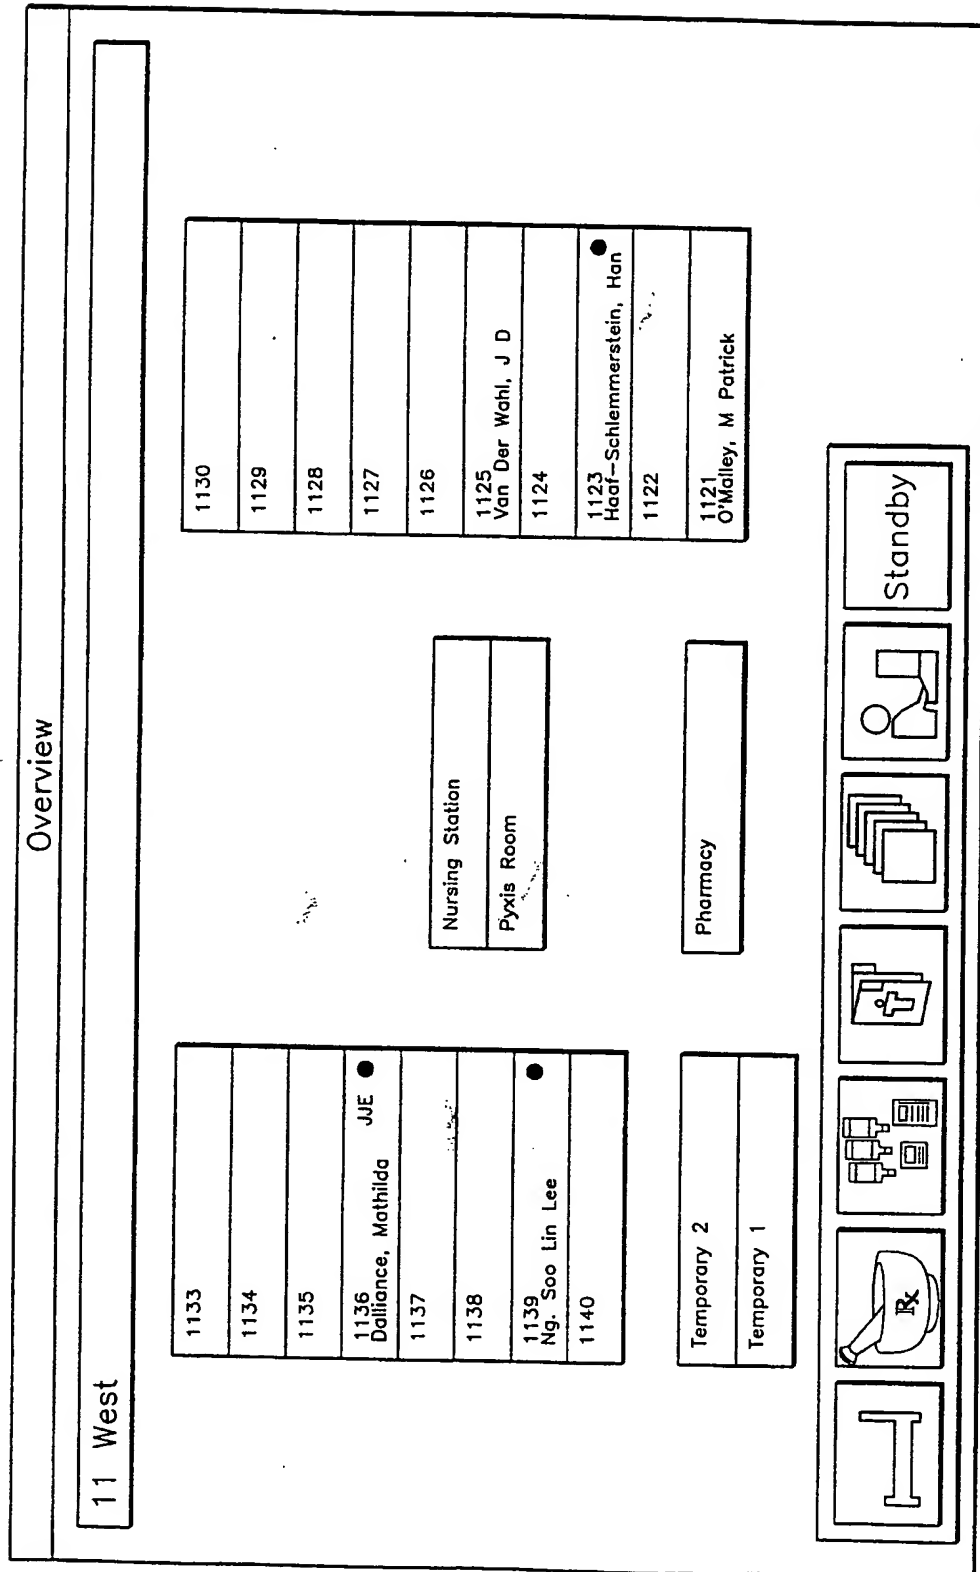 Overview
11 West
1133
1134
1135
1136
Dalliance, Mathilda JJE
1137
1138
1139
Ng. Soo Lin Lee
1140
Temporary 2
Temporary 1
Nursing Station
Pyxis Room
Pharmacy
1130
1129
1128
1127
1126
1125
Van Der Wahl, J D
1124
1123
Haaf-Schlemmerstein, Han
1122
1121
O'Malley, M Patrick
Rx
Standby